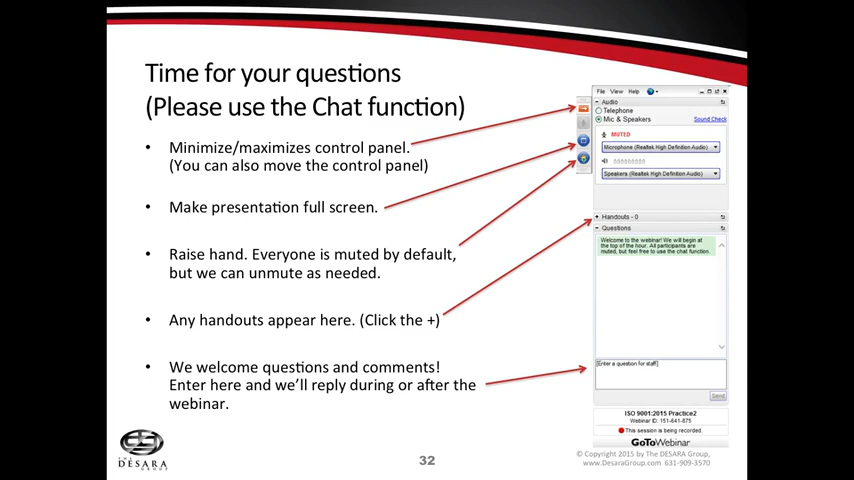 Time for your questions
(Please use the Chat function)
• Minimize/maximizes control panel.
(You can also move the control panel)
• Make presentation full screen.
• Raise hand. Everyone is muted by default,
but we can unmute as needed.
• Any handouts appear here. (Click the +)
• We welcome questions and comments!
Enter here and we'll reply during or after the
webinar.
File View Help
Audio
Telephone
Mic & Speakers Sound Check
MUTED
Microphone (Realtek High Definition Audio)
Speakers (Realtek High Definition Audio)
Handouts - 0
Questions
Welcome to the webinar! We will begin at
the top of the hour. All participants are
muted, but feel free to use the chat function.
[Enter a question for staff]
Send
ISO 9001:2015 Practice2
Webinar ID: 151-641-875
This session is being recorded.
GoToWebinar
THE
DESARA
GROUP
32
© Copyright 2015 by The DESARA Group,
www.DesaraGroup.com 631-909-3570